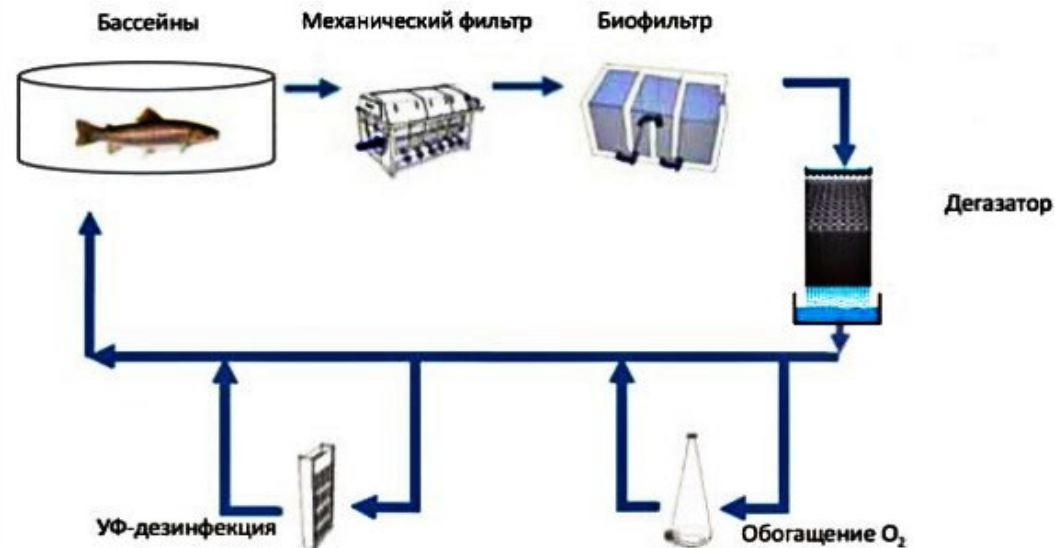 Бассейны
Механический фильтр
Биофильтр
Дегазатор
УФ-дезинфекция
Обогащение O₂